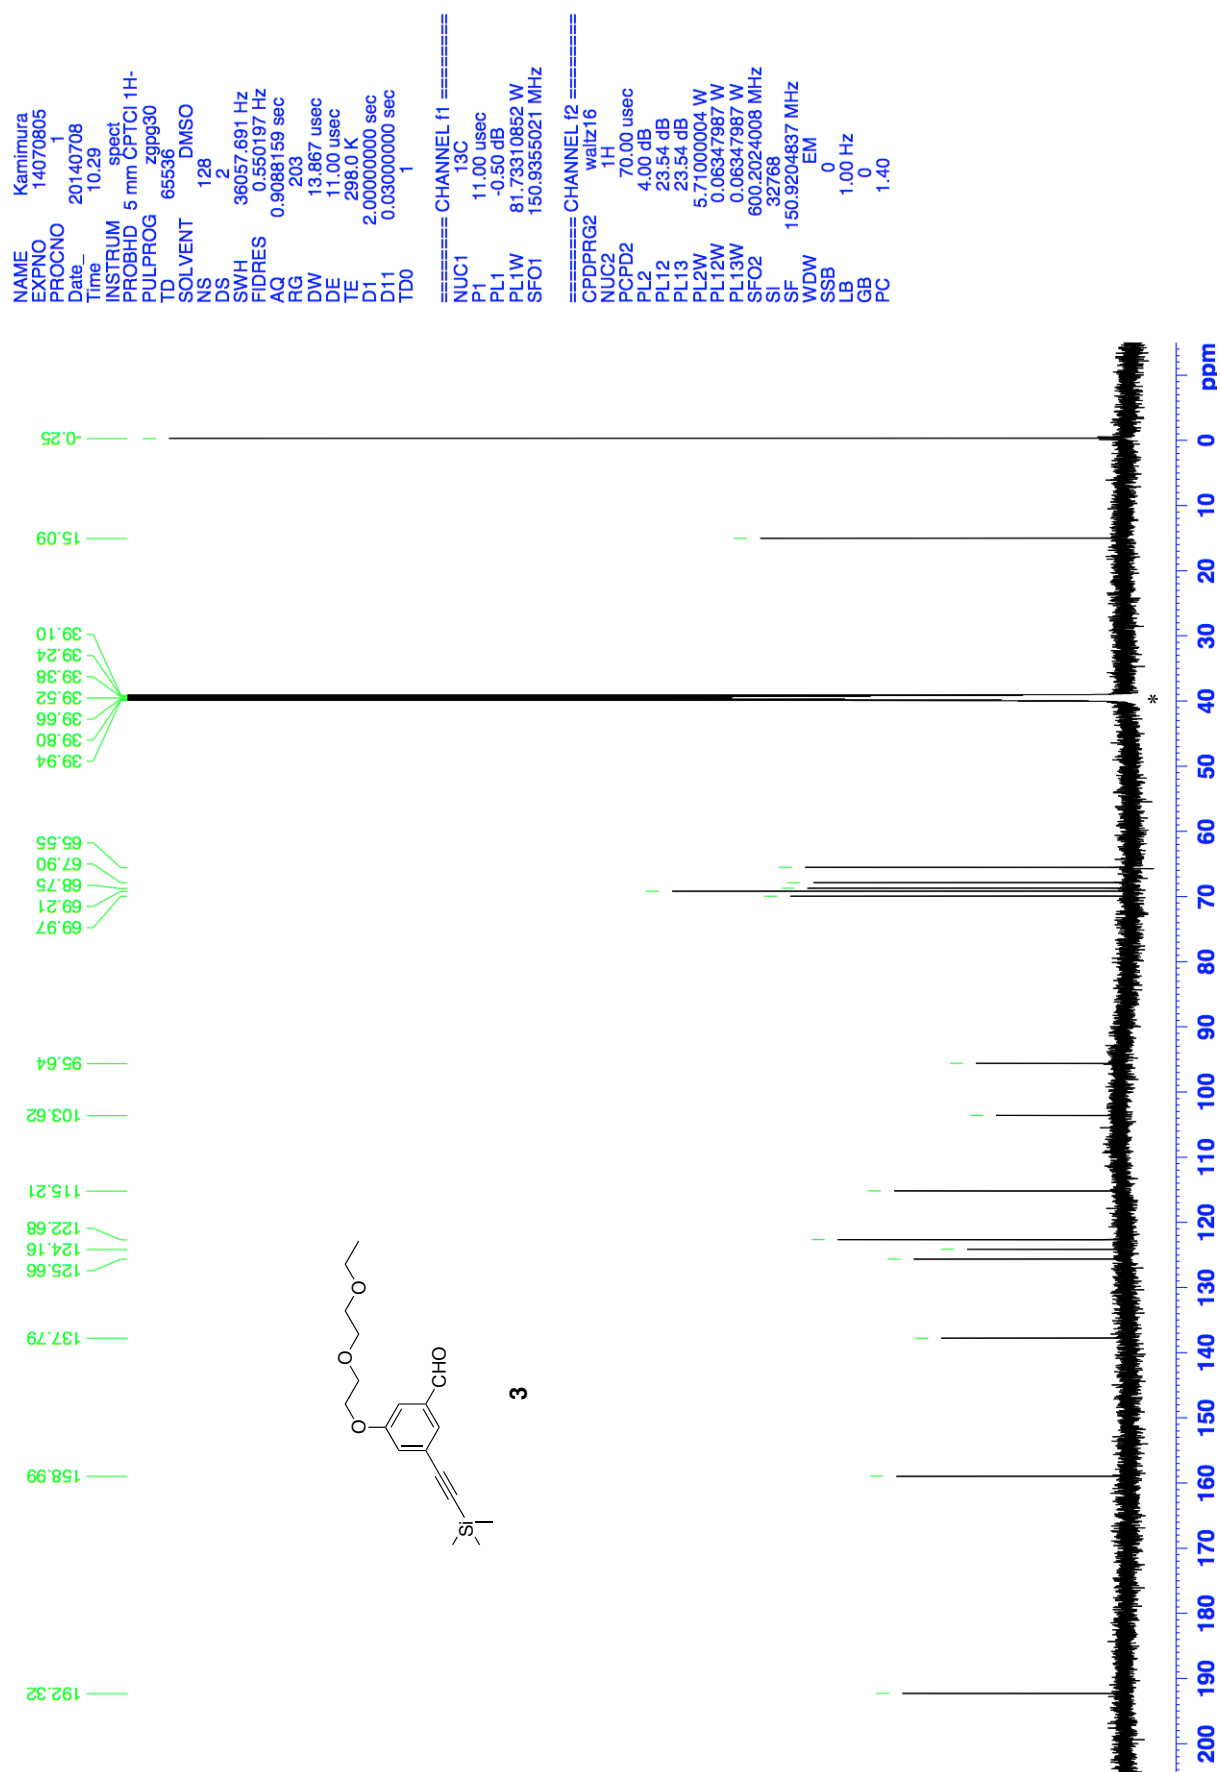 NAME Kamimura
EXPNO 14070805
PROCNO 1
Date_ 20140708
Time 10.29
INSTRUM spect
PROBHD 5 mm CPTCI 1H-
PULPROG zgpg30
TD 65536
SOLVENT DMSO
NS 128
DS 2
SWH 36057.691 Hz
FIDRES 0.550197 Hz
AQ 0.9088159 sec
RG 203
DW 13.867 usec
DE 11.00 usec
TE 298.0 K
D1 2.00000000 sec
D11 0.03000000 sec
TD0 1
======== CHANNEL f1 ========
NUC1 13C
P1 11.00 usec
PL1 -0.50 dB
PL1W 81.73310852 W
SFO1 150.9355021 MHz
======== CHANNEL f2 ========
CPDPRG2 waltz16
NUC2 1H
PCPD2 70.00 usec
PL2 4.00 dB
PL12 23.54 dB
PL13 23.54 dB
PL2W 5.71000004 W
PL12W 0.06347987 W
PL13W 0.06347987 W
SFO2 600.2024008 MHz
SI 32768
SF 150.9204837 MHz
WDW EM
SSB 0
LB 1.00 Hz
GB 0
PC 1.40
192.32
158.99
137.79
125.66
124.16
122.68
115.21
103.62
95.64
69.97
69.21
68.75
67.90
65.55
39.94
39.80
39.66
39.52
39.38
39.24
39.10
15.09
-0.25
O
O
O
CHO
Si
3
*
200 190 180 170 160 150 140 130 120 110 100 90 80 70 60 50 40 30 20 10 0 ppm